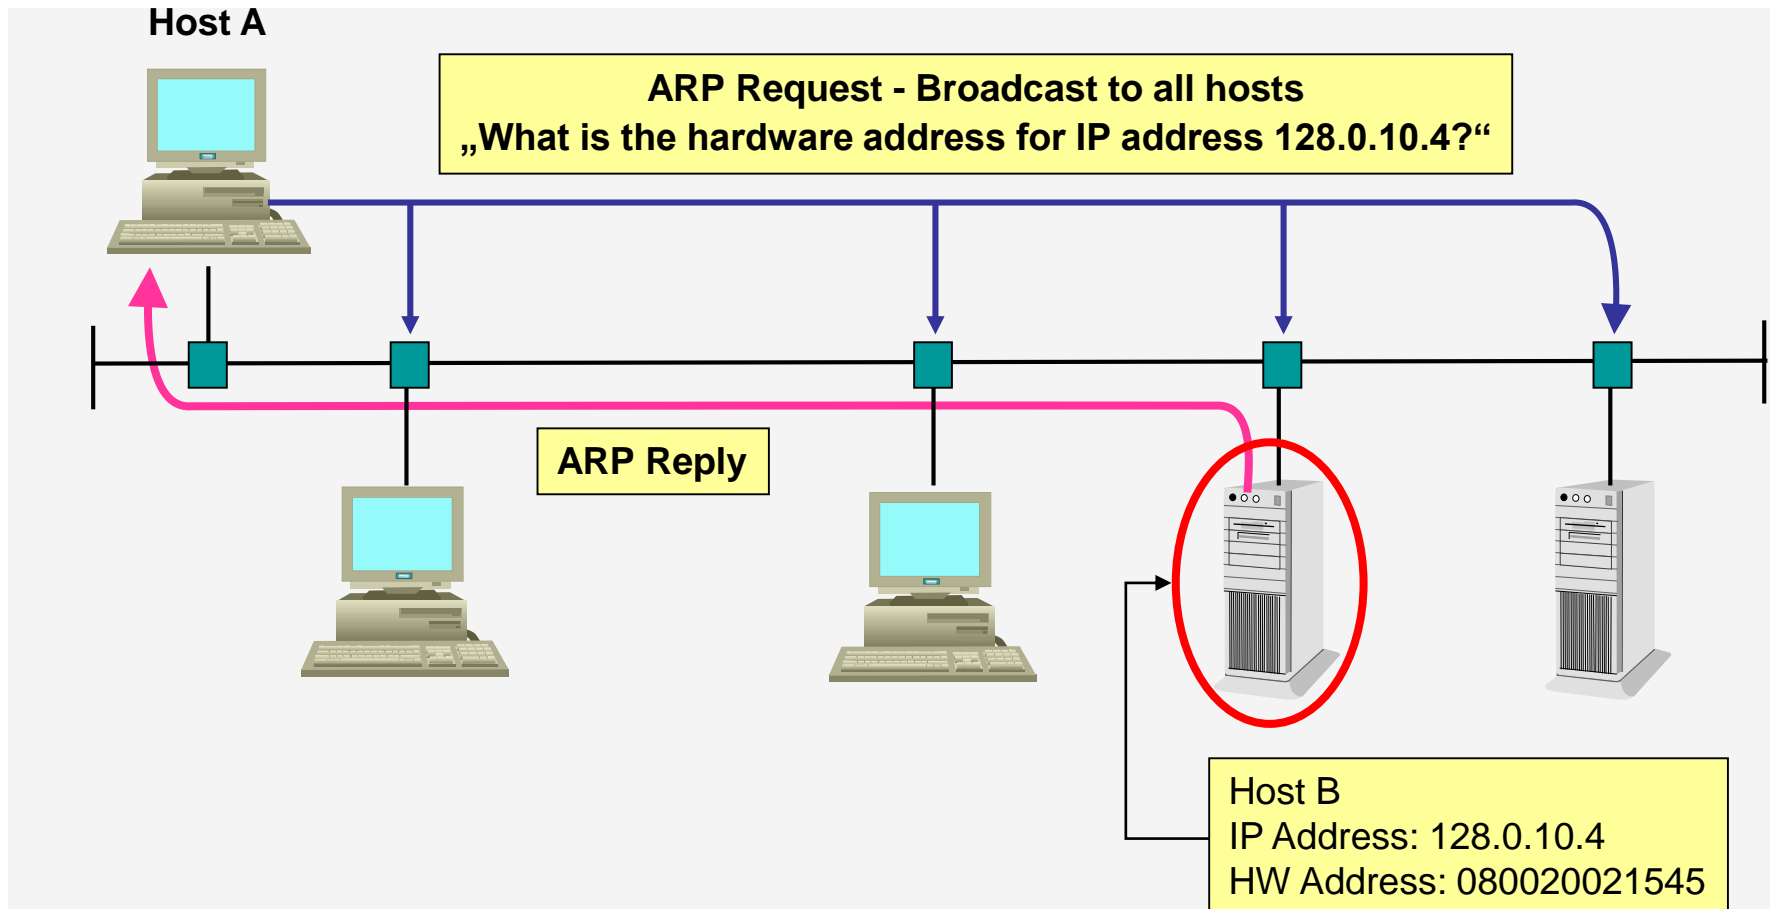 Host A
ARP Request - Broadcast to all hosts
„What is the hardware address for IP address 128.0.10.4?“
ARP Reply
Host B
IP Address: 128.0.10.4
HW Address: 080020021545